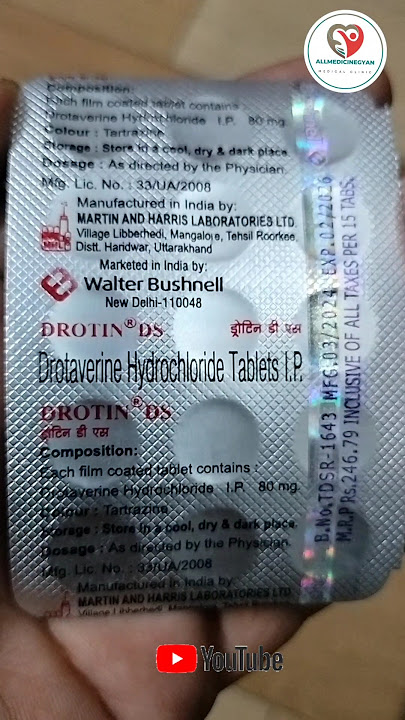 ALLMEDICINEGYAN
MEDICAL CLINIC
Composition:
Each film coated tablet contains :
Drotaverine Hydrochloride I.P. 80 mg.
Colour : Tartrazine
Storage : Store in a cool, dry & dark place.
Dosage : As directed by the Physician.
Mfg. Lic. No. : 33/UA/2008
Manufactured in India by:
MARTIN AND HARRIS LABORATORIES LTD.
Village Libberhedi, Mangalore, Tehsil Roorkee,
Distt. Haridwar, Uttarakhand
MHL
Marketed in India by:
Walter Bushnell
New Delhi-110048
DROTIN® DS ड्रोटिन डी एस
Drotaverine Hydrochloride Tablets I.P.
DROTIN® DS
ड्रोटिन डी एस
Composition:
Each film coated tablet contains :
Drotaverine Hydrochloride I.P. 80 mg.
Colour : Tartrazine
Storage : Store in a cool, dry & dark place.
Dosage : As directed by the Physician.
Mfg. Lic. No. : 33/UA/2008
Manufactured in India by:
MARTIN AND HARRIS LABORATORIES LTD.
B.No.TDSR-1643 MFG.03/2024 EXP.02/2026
M.R.P.Rs.246.79 INCLUSIVE OF ALL TAXES PER 15 TABS.
YouTube